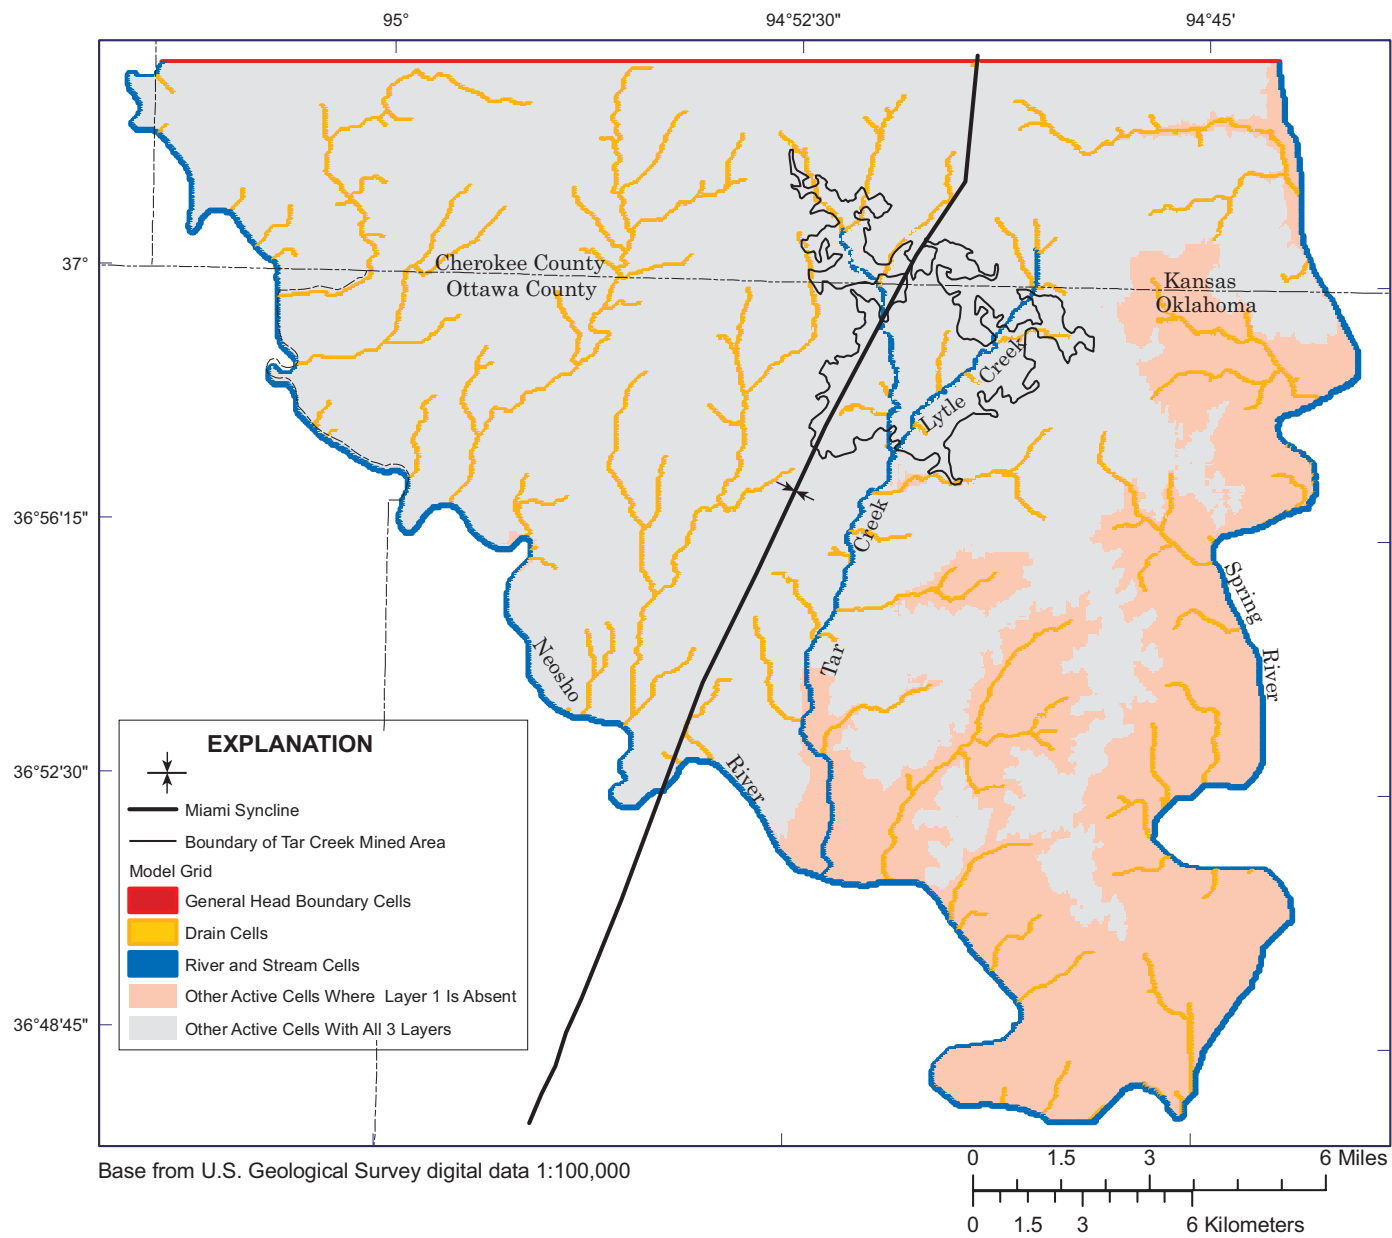 95°
94°52'30"
94°45'
37°
Cherokee County
Ottawa County
Kansas
Oklahoma
Creek
Lytle
36°56'15"
Creek
Spring
River
Tar
Neosho
River
36°52'30"
36°48'45"
EXPLANATION
Miami Syncline
Boundary of Tar Creek Mined Area
Model Grid
General Head Boundary Cells
Drain Cells
River and Stream Cells
Other Active Cells Where Layer 1 Is Absent
Other Active Cells With All 3 Layers
Base from U.S. Geological Survey digital data 1:100,000
0 1.5 3 6 Miles
0 1.5 3 6 Kilometers